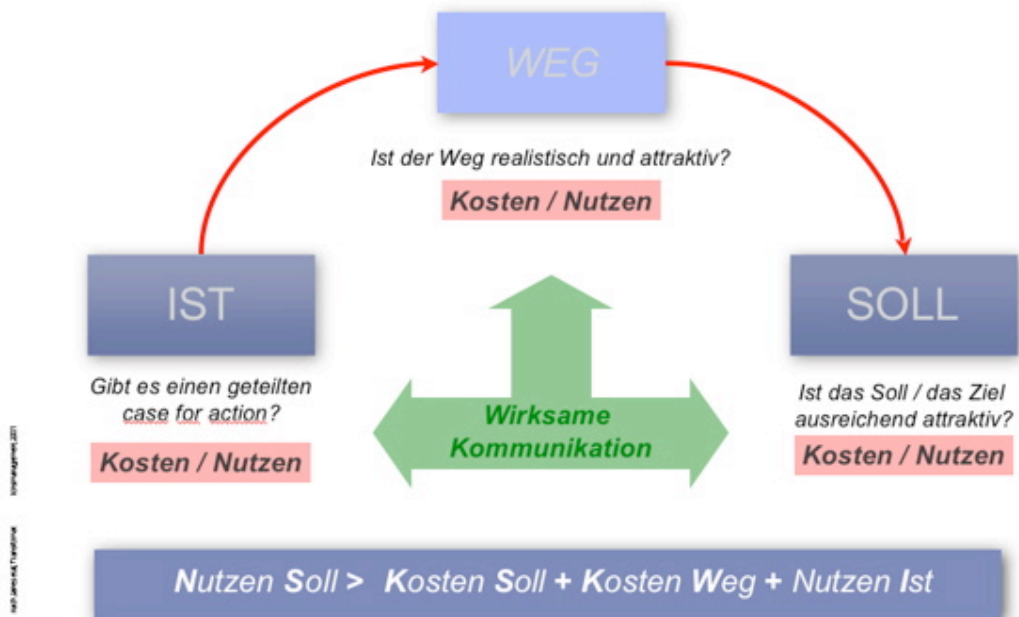 WEG
Ist der Weg realistisch und attraktiv?
Kosten / Nutzen
IST
SOLL
Gibt es einen geteilten
case for action?
Kosten / Nutzen
Ist das Soll / das Ziel
ausreichend attraktiv?
Kosten / Nutzen
Wirksame
Kommunikation
Nutzen Soll > Kosten Soll + Kosten Weg + Nutzen Ist